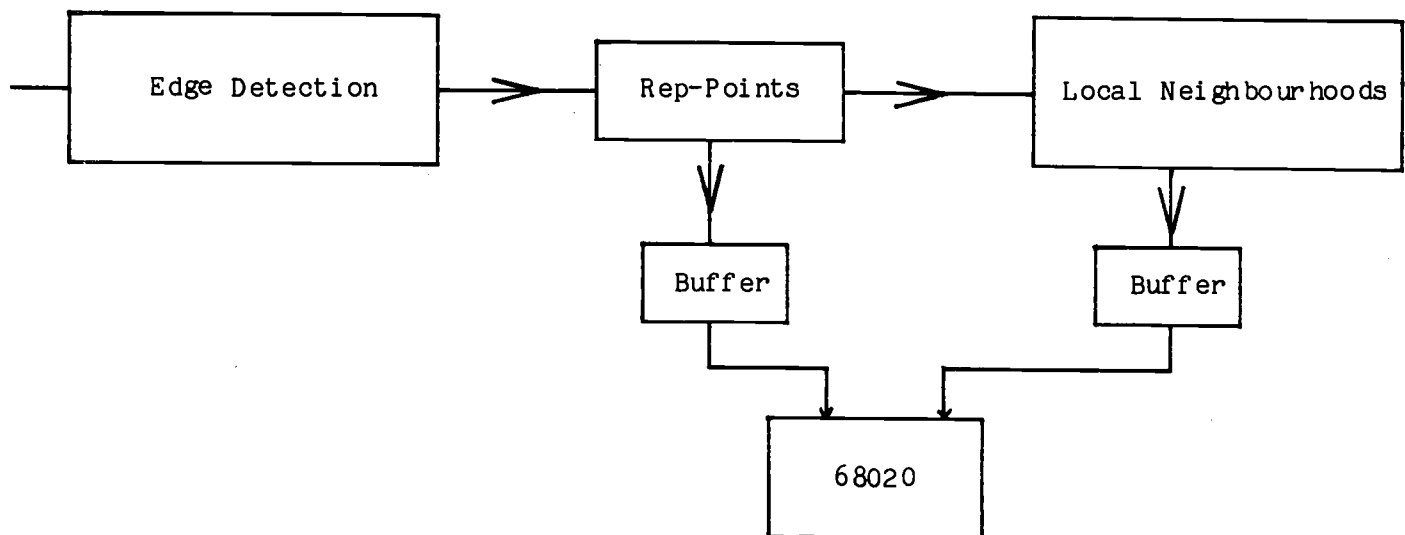 Edge Detection
Rep-Points
Local Neighbourhoods
Buffer
Buffer
68020